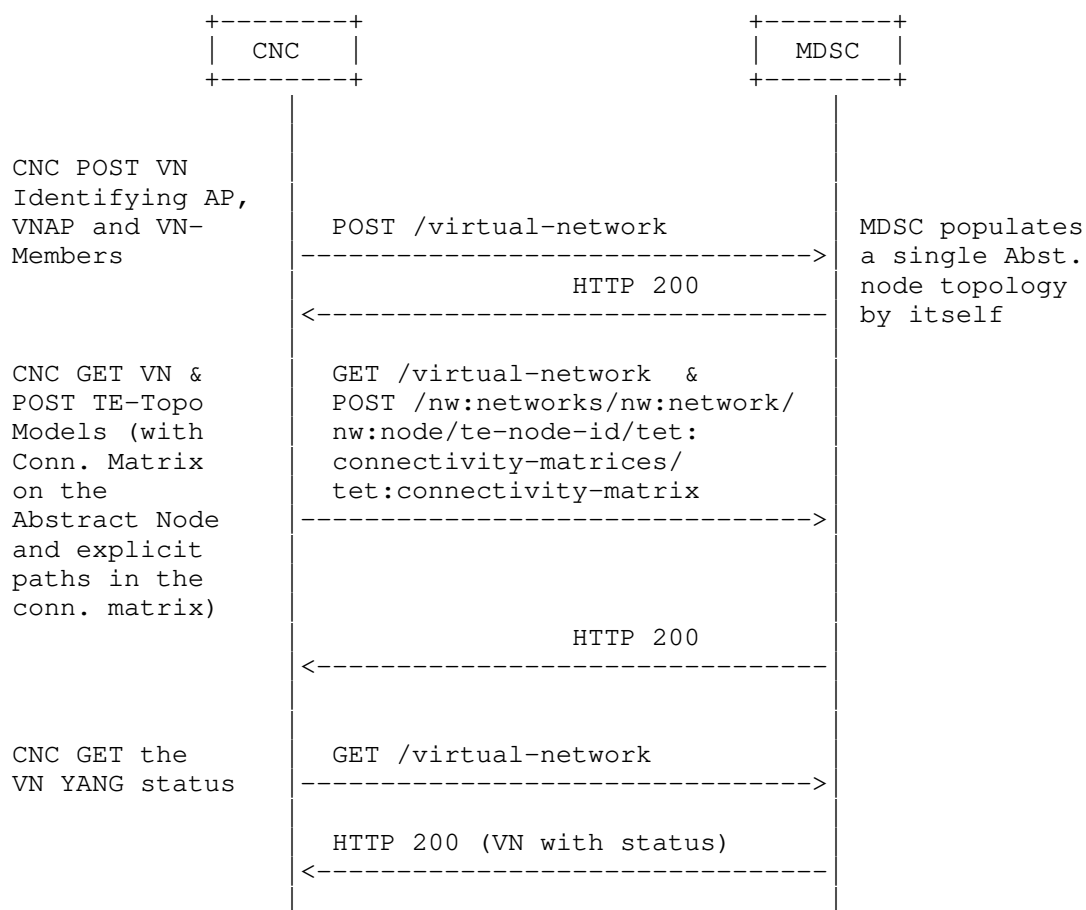 CNC MDSC
CNC POST VN
Identifying AP,
VNAP and VN- POST /virtual-network MDSC populates
Members a single Abst.
HTTP 200 node topology
by itself
CNC GET VN & GET /virtual-network &
POST TE-Topo POST /nw:networks/nw:network/
Models (with nw:node/te-node-id/tet:
Conn. Matrix connectivity-matrices/
on the tet:connectivity-matrix
Abstract Node
and explicit
paths in the
conn. matrix)
HTTP 200
CNC GET the GET /virtual-network
VN YANG status
HTTP 200 (VN with status)